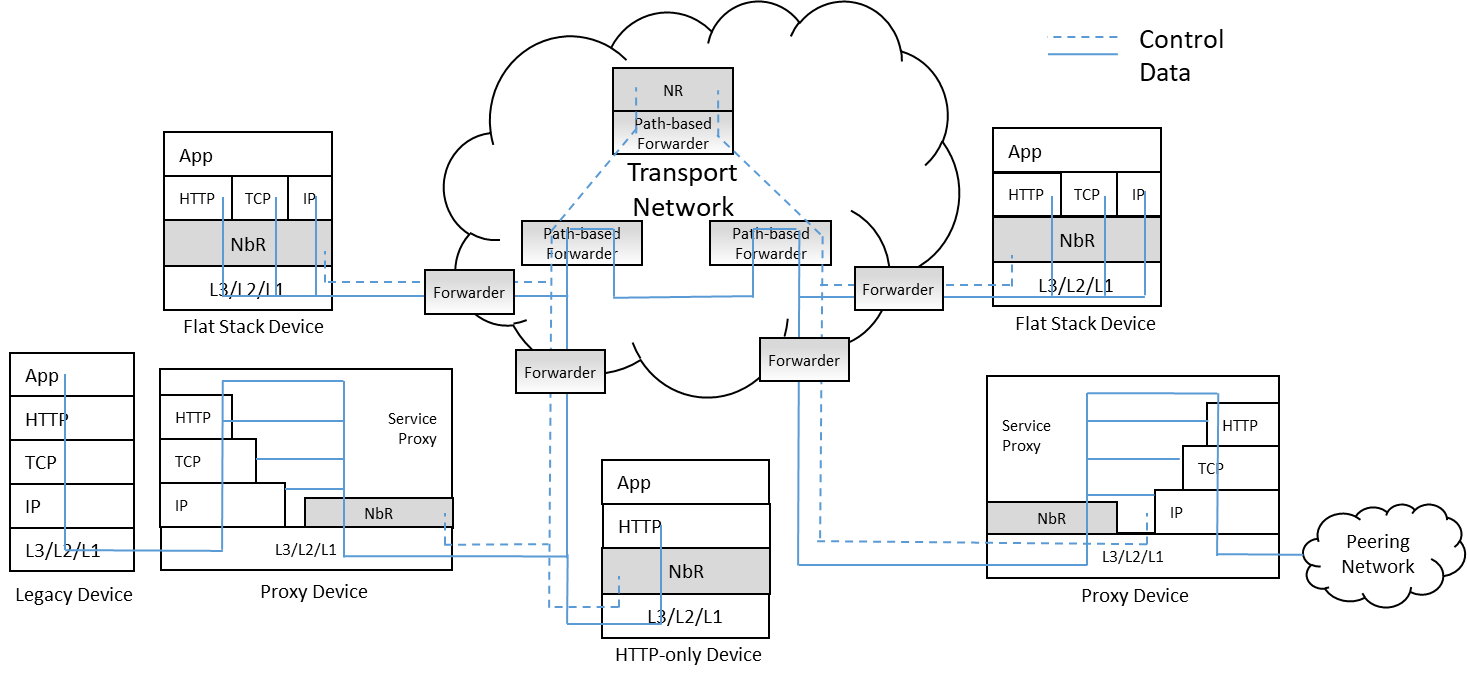 Control
Data
NR
Path-based
Forwarder
Transport
Network
Path-based
Forwarder
Path-based
Forwarder
Forwarder
Forwarder
Forwarder
Forwarder
App
HTTP TCP IP
NbR
L3/L2/L1
Flat Stack Device
App
HTTP TCP IP
NbR
L3/L2/L1
Flat Stack Device
App
HTTP
TCP
IP
L3/L2/L1
Legacy Device
HTTP
TCP
IP
Service
Proxy
NbR
L3/L2/L1
Proxy Device
App
HTTP
NbR
L3/L2/L1
HTTP-only Device
Service
Proxy
HTTP
TCP
IP
NbR
L3/L2/L1
Proxy Device
Peering
Network